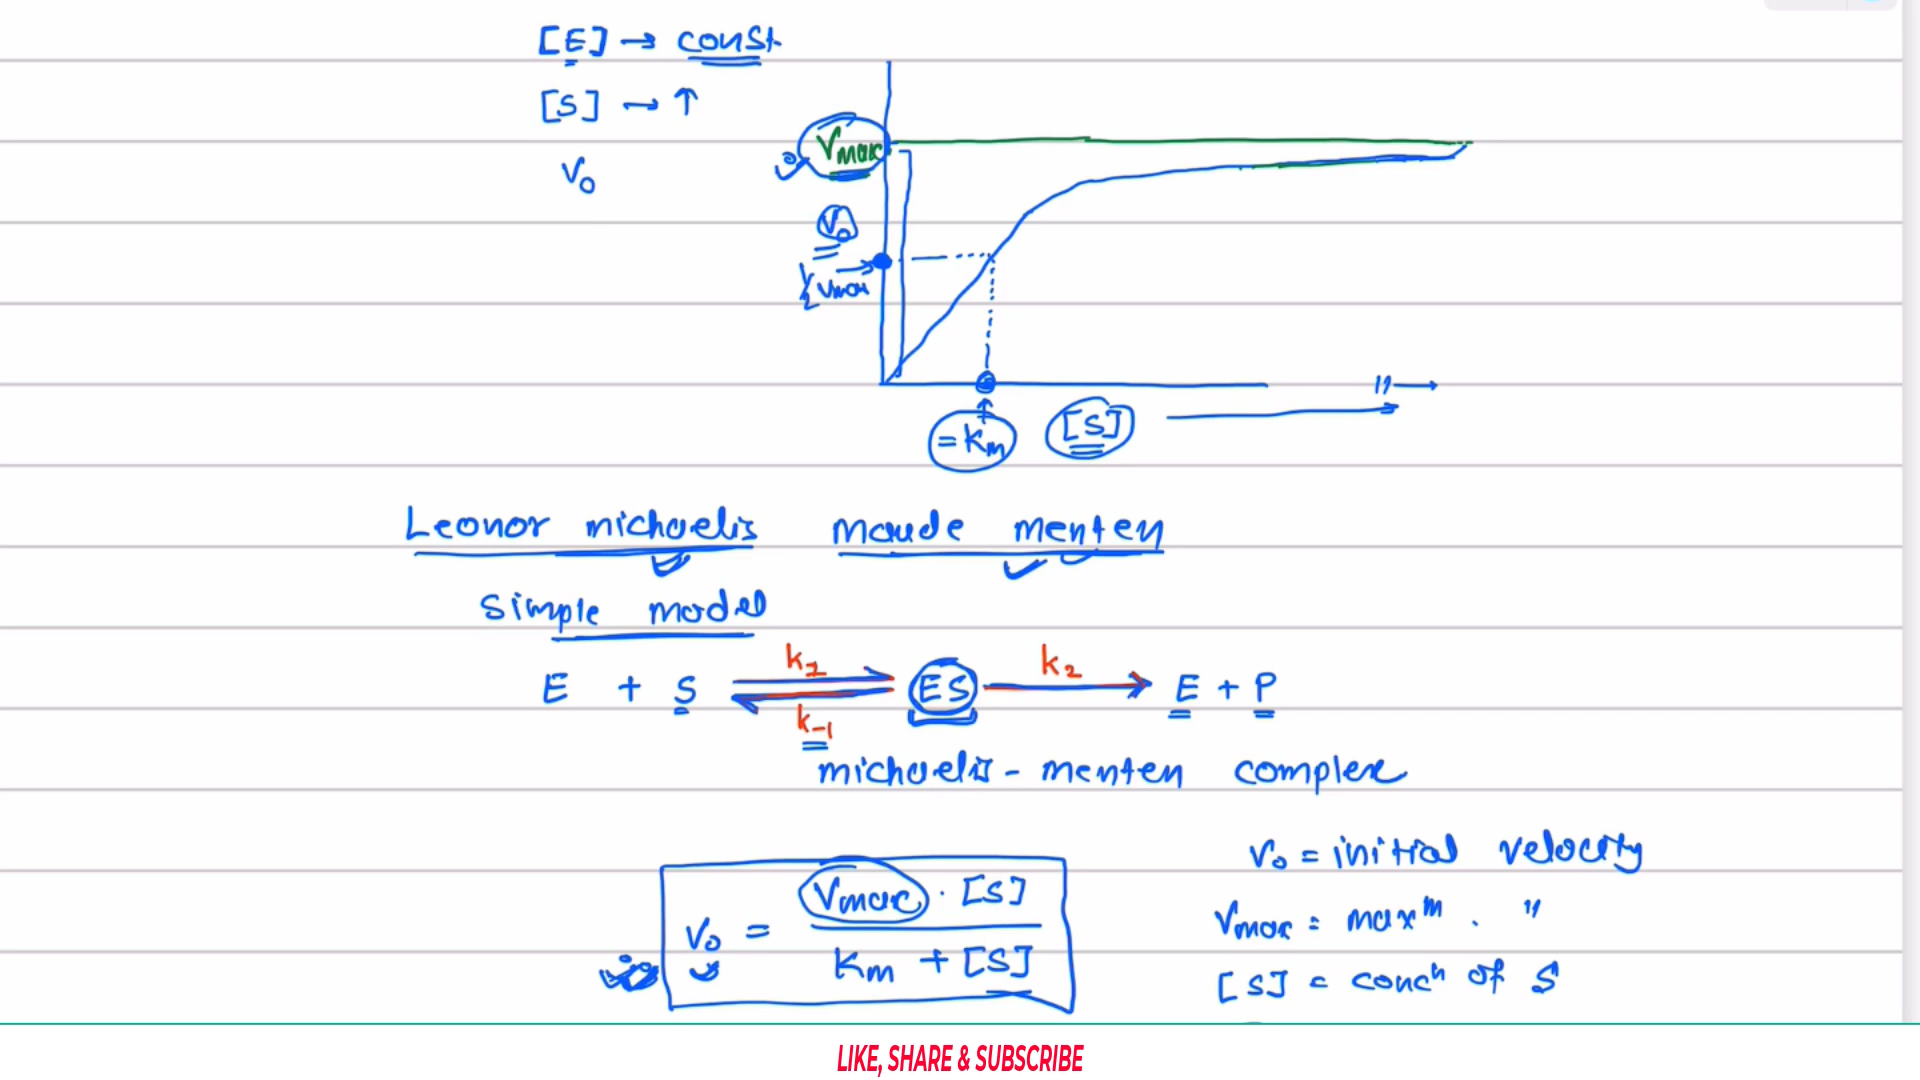 [E] → const
[S] → ↑
V₀
Vmax
V₀
½ Vmax
= Km [S]
Leonor michaelis maude menten
Simple model
E + S ⇌ ES → E + P
k₁ k₋₁ k₂
michaelis - menten complex
V₀ = Vmax · [S] / Km + [S]
V₀ = initial velocity
Vmax = maxᵐ . "
[S] = concⁿ of S
LIKE, SHARE & SUBSCRIBE